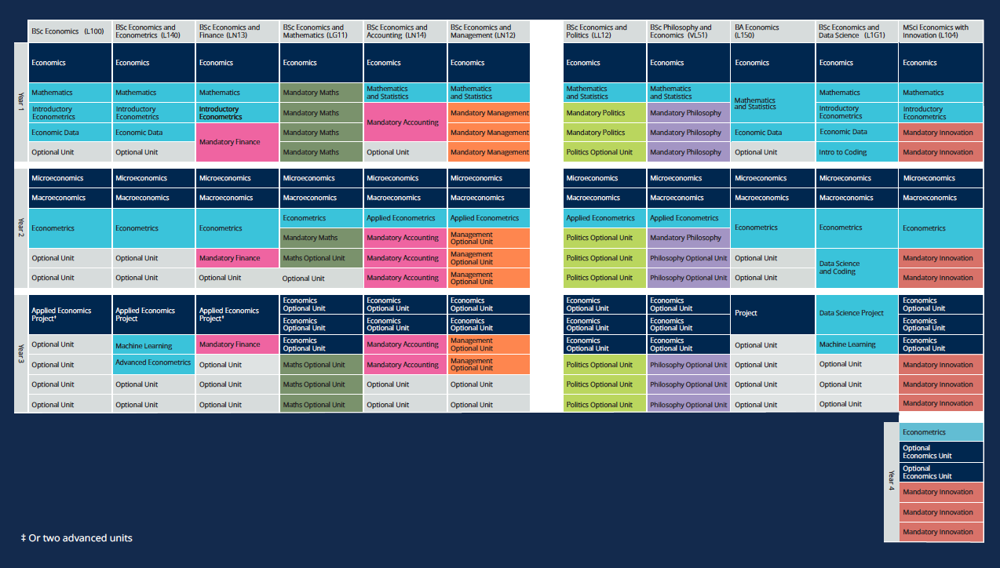 BSc Economics (L100)
BSc Economics and
Econometrics (L140)
BSc Economics and
Finance (LN13)
BSc Economics and
Mathematics (LG11)
BSc Economics and
Accounting (LN14)
BSc Economics and
Management (LN12)
BSc Economics and
Politics (LL12)
BSc Philosophy and
Economics (VL51)
BA Economics
(L150)
BSc Economics and
Data Science (L1G1)
MSci Economics with
Innovation (L104)
Year 1
Economics
Economics
Economics
Economics
Economics
Economics
Economics
Economics
Economics
Economics
Economics
Mathematics
Mathematics
Mathematics
Mandatory Maths
Mathematics
and Statistics
Mathematics
and Statistics
Mathematics
and Statistics
Mathematics
and Statistics
Mathematics
and Statistics
Mathematics
Mathematics
Introductory
Econometrics
Introductory
Econometrics
Introductory
Econometrics
Mandatory Maths
Mandatory Accounting
Mandatory Management
Mandatory Politics
Mandatory Philosophy
Introductory
Econometrics
Introductory
Econometrics
Economic Data
Economic Data
Mandatory Finance
Mandatory Maths
Mandatory Management
Mandatory Politics
Mandatory Philosophy
Economic Data
Economic Data
Mandatory Innovation
Optional Unit
Optional Unit
Mandatory Maths
Optional Unit
Mandatory Management
Politics Optional Unit
Mandatory Philosophy
Optional Unit
Intro to Coding
Mandatory Innovation
Year 2
Microeconomics
Microeconomics
Microeconomics
Microeconomics
Microeconomics
Microeconomics
Microeconomics
Microeconomics
Microeconomics
Microeconomics
Microeconomics
Macroeconomics
Macroeconomics
Macroeconomics
Macroeconomics
Macroeconomics
Macroeconomics
Macroeconomics
Macroeconomics
Macroeconomics
Macroeconomics
Macroeconomics
Econometrics
Econometrics
Econometrics
Econometrics
Applied Econometrics
Applied Econometrics
Applied Econometrics
Applied Econometrics
Econometrics
Econometrics
Econometrics
Mandatory Maths
Mandatory Accounting
Management
Optional Unit
Politics Optional Unit
Mandatory Philosophy
Optional Unit
Optional Unit
Mandatory Finance
Maths Optional Unit
Mandatory Accounting
Management
Optional Unit
Politics Optional Unit
Philosophy Optional Unit
Optional Unit
Data Science
and Coding
Mandatory Innovation
Optional Unit
Optional Unit
Optional Unit
Optional Unit
Mandatory Accounting
Management
Optional Unit
Politics Optional Unit
Philosophy Optional Unit
Optional Unit
Mandatory Innovation
Year 3
Applied Economics
Project‡
Applied Economics
Project
Applied Economics
Project‡
Economics
Optional Unit
Economics
Optional Unit
Economics
Optional Unit
Economics
Optional Unit
Economics
Optional Unit
Project
Data Science Project
Economics
Optional Unit
Economics
Optional Unit
Economics
Optional Unit
Economics
Optional Unit
Economics
Optional Unit
Economics
Optional Unit
Economics
Optional Unit
Optional Unit
Machine Learning
Mandatory Finance
Economics
Optional Unit
Mandatory Accounting
Management
Optional Unit
Economics
Optional Unit
Economics
Optional Unit
Optional Unit
Machine Learning
Economics
Optional Unit
Optional Unit
Advanced Econometrics
Optional Unit
Maths Optional Unit
Mandatory Accounting
Management
Optional Unit
Politics Optional Unit
Philosophy Optional Unit
Optional Unit
Optional Unit
Mandatory Innovation
Optional Unit
Optional Unit
Optional Unit
Maths Optional Unit
Optional Unit
Optional Unit
Politics Optional Unit
Philosophy Optional Unit
Optional Unit
Optional Unit
Mandatory Innovation
Optional Unit
Optional Unit
Optional Unit
Maths Optional Unit
Optional Unit
Optional Unit
Politics Optional Unit
Philosophy Optional Unit
Optional Unit
Optional Unit
Mandatory Innovation
Year 4
Econometrics
Optional
Economics Unit
Optional
Economics Unit
Mandatory Innovation
Mandatory Innovation
Mandatory Innovation
‡ Or two advanced units